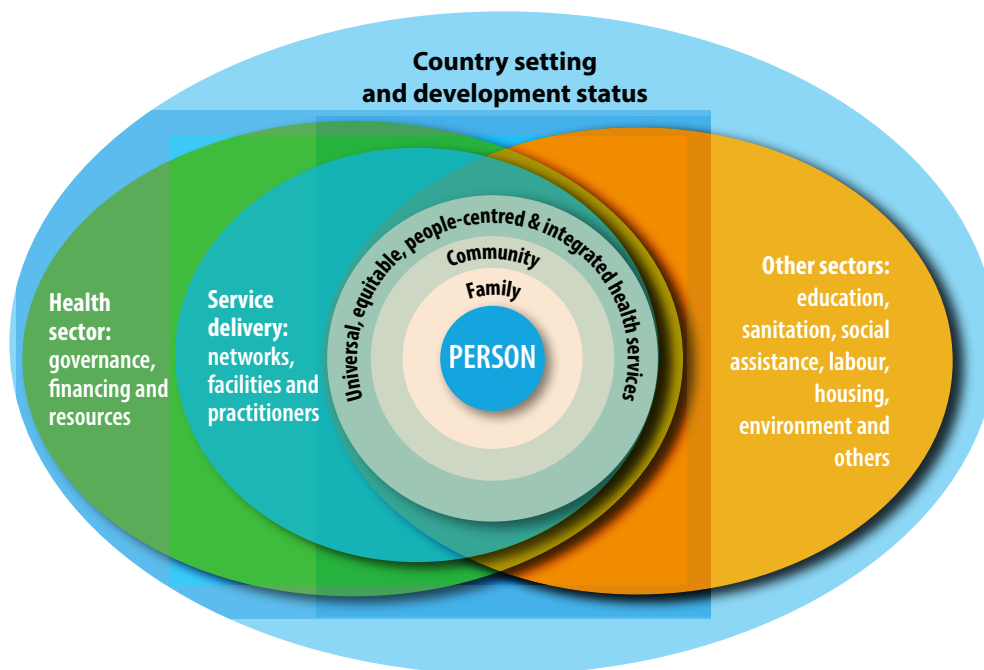 Country setting
and development status
Universal, equitable, people-centred & integrated health services
Community
Family
PERSON
Health
sector:
governance,
financing and
resources
Service
delivery:
networks,
facilities and
practitioners
Other sectors:
education,
sanitation, social
assistance, labour,
housing,
environment and
others